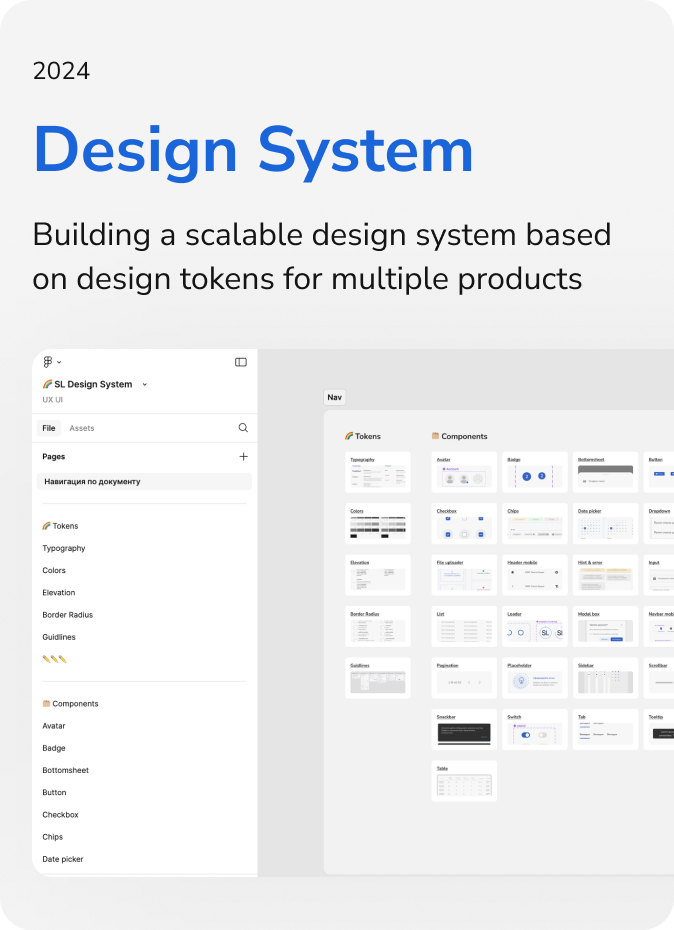 2024
Design System
Building a scalable design system based
on design tokens for multiple products
SL Design System
UX UI
File Assets
Pages
Навигация по документу
Tokens
Typography
Colors
Elevation
Border Radius
Guidlines
Components
Avatar
Badge
Bottomsheet
Button
Checkbox
Chips
Date picker
Nav
Tokens
Components
Typography
Avatar
Badge
Bottomsheet
Button
Colors
Checkbox
Chips
Date picker
Dropdown
Elevation
File uploader
Header mobile
Hint & error
Input
Border Radius
List
Loader
Modal box
Navbar mobi
Guidlines
Pagination
Placeholder
Sidebar
Scrollbar
Snackbar
Switch
Tab
Tooltip
Table